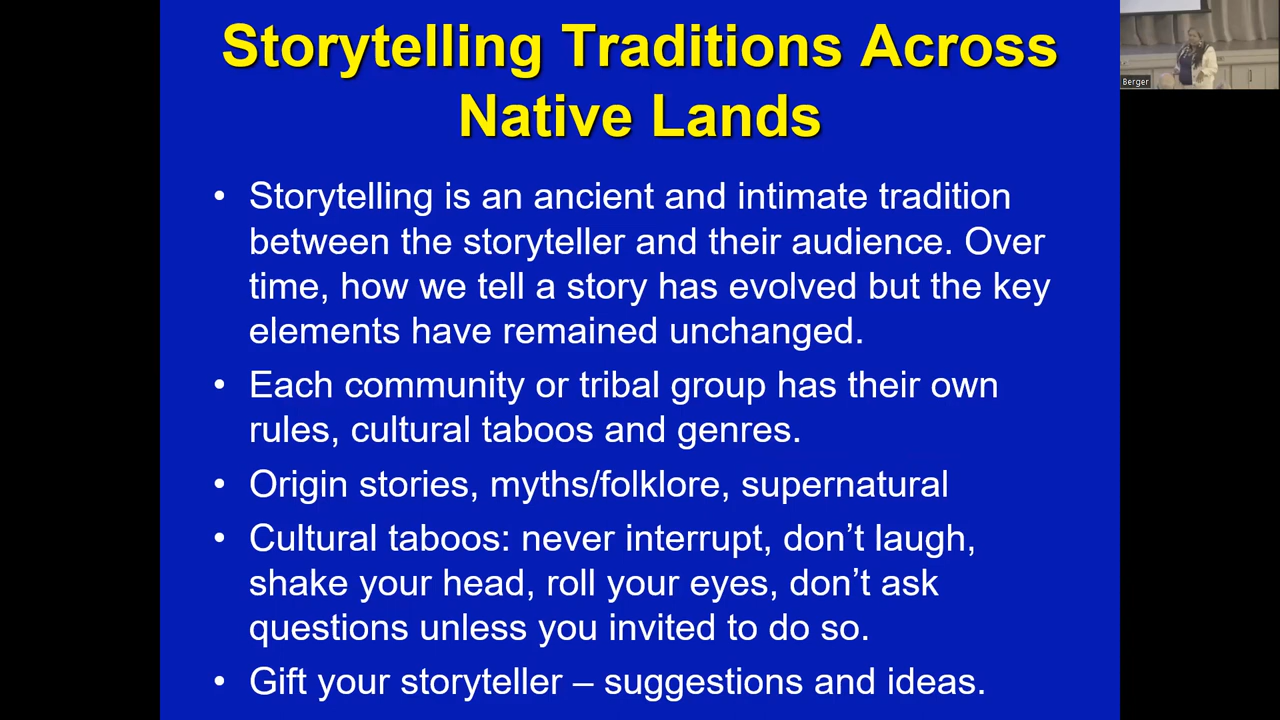 Storytelling Traditions Across
Native Lands
• Storytelling is an ancient and intimate tradition
between the storyteller and their audience. Over
time, how we tell a story has evolved but the key
elements have remained unchanged.
• Each community or tribal group has their own
rules, cultural taboos and genres.
• Origin stories, myths/folklore, supernatural
• Cultural taboos: never interrupt, don’t laugh,
shake your head, roll your eyes, don’t ask
questions unless you invited to do so.
• Gift your storyteller – suggestions and ideas.
Berger